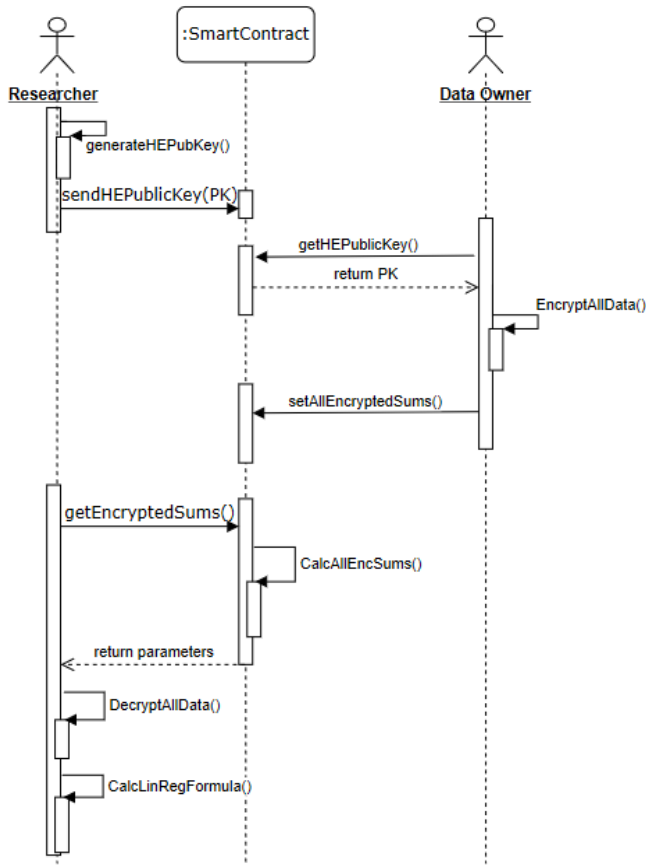 :SmartContract
Researcher
Data Owner
generateHEPubKey()
sendHEPublicKey(PK)
getHEPublicKey()
return PK
EncryptAllData()
setAllEncryptedSums()
getEncryptedSums()
CalcAllEncSums()
return parameters
DecryptAllData()
CalcLinRegFormula()